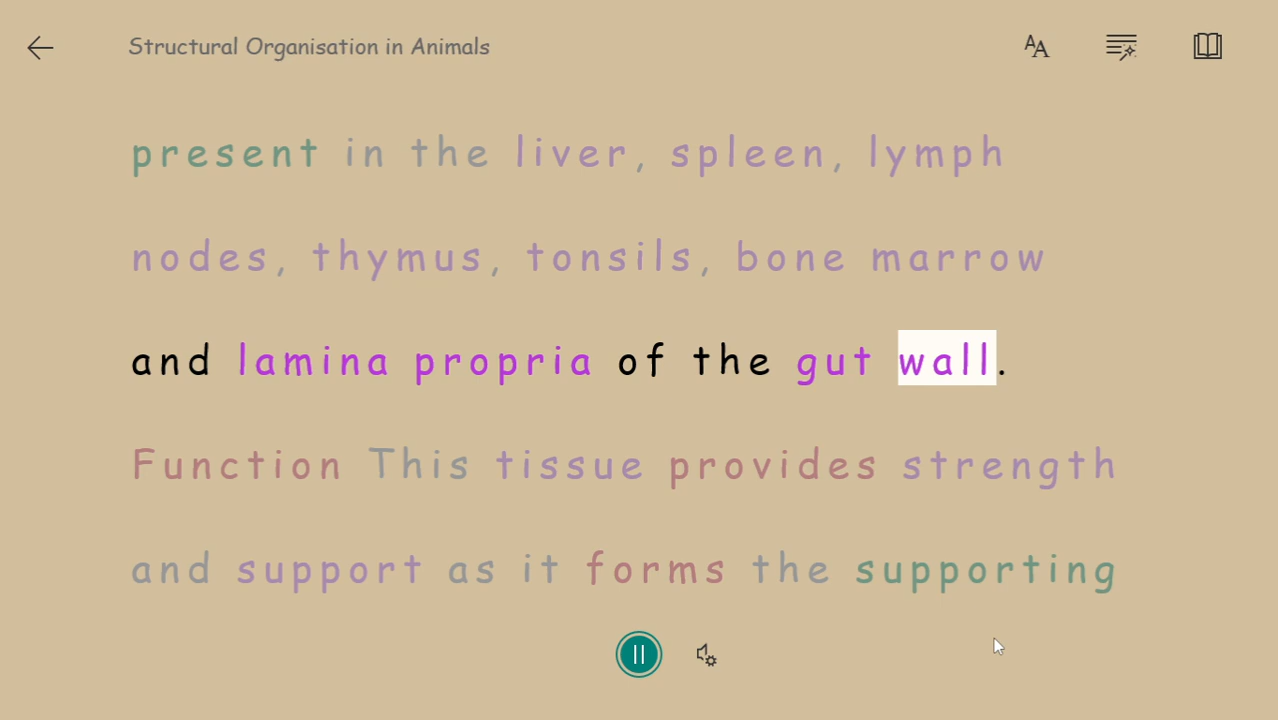 Structural Organisation in Animals
present in the liver, spleen, lymph
nodes, thymus, tonsils, bone marrow
and lamina propria of the gut wall.
Function This tissue provides strength
and support as it forms the supporting